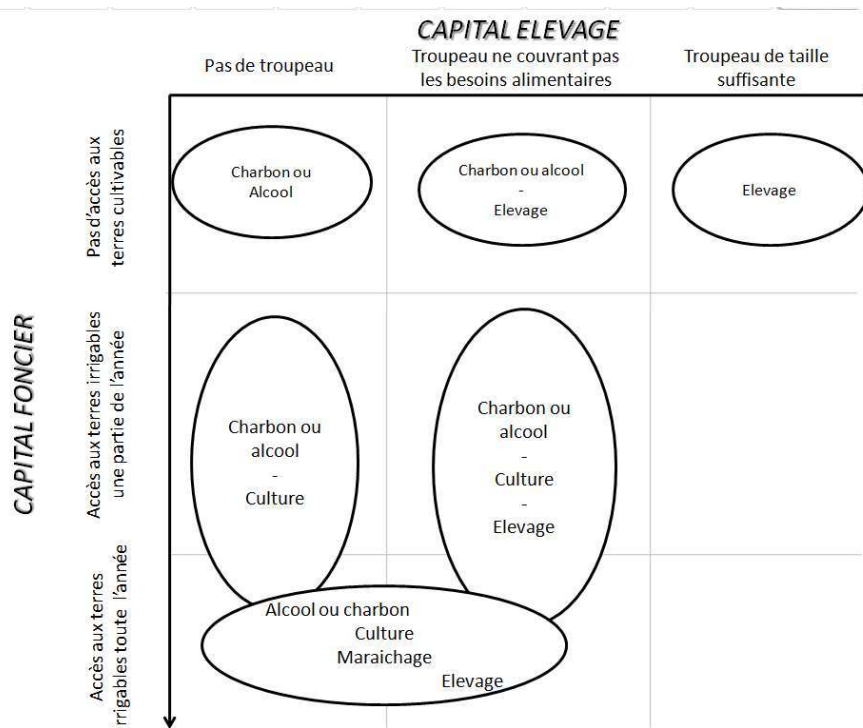 CAPITAL ELEVAGE
Pas de troupeau
Troupeau ne couvrant pas
les besoins alimentaires
Troupeau de taille
suffisante
CAPITAL FONCIER
Pas d'accès aux
terres cultivables
Charbon ou
Alcool
Charbon ou alcool
-
Elevage
Elevage
Accès aux terres irrigables
une partie de l'année
Charbon ou
alcool
-
Culture
Charbon ou
alcool
-
Culture
-
Elevage
Accès aux terres
rrigables toute l'année
Alcool ou charbon
Culture
Maraichage
Elevage